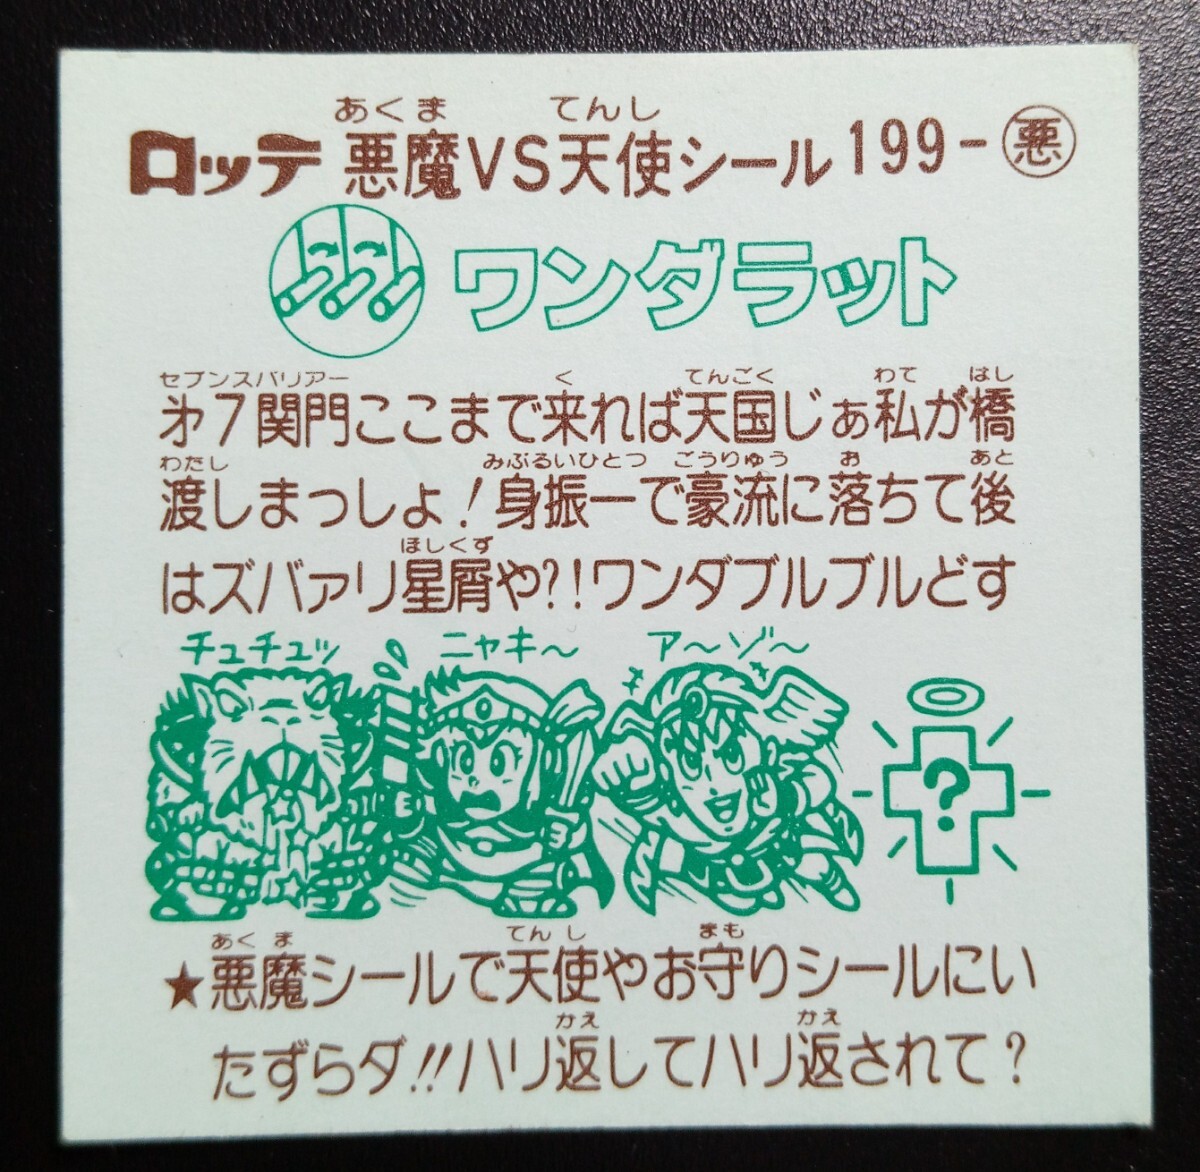 あくま てんし
ロッテ 悪魔VS天使シール 199-悪
ワンダラット
セブンスバリアー く てんごく わて はし
第7関門ここまで来れば天国じぁ私が橋
わたし みぶるいひとつ ごうりゅう お あと
渡しまっしょ!身振一で豪流に落ちて後
ほしくず
はズバァリ星屑や?!ワンダブルブルどす
チュチュッ ニャキ〜 ア〜ゾ〜
?
あくま てんし まも
★悪魔シールで天使やお守りシールにい
かえ かえ
たずらダ!!ハリ返してハリ返されて?